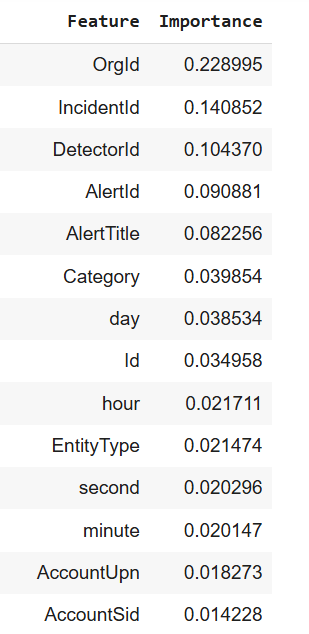 Feature Importance
OrgId 0.228995
IncidentId 0.140852
DetectorId 0.104370
AlertId 0.090881
AlertTitle 0.082256
Category 0.039854
day 0.038534
Id 0.034958
hour 0.021711
EntityType 0.021474
second 0.020296
minute 0.020147
AccountUpn 0.018273
AccountSid 0.014228